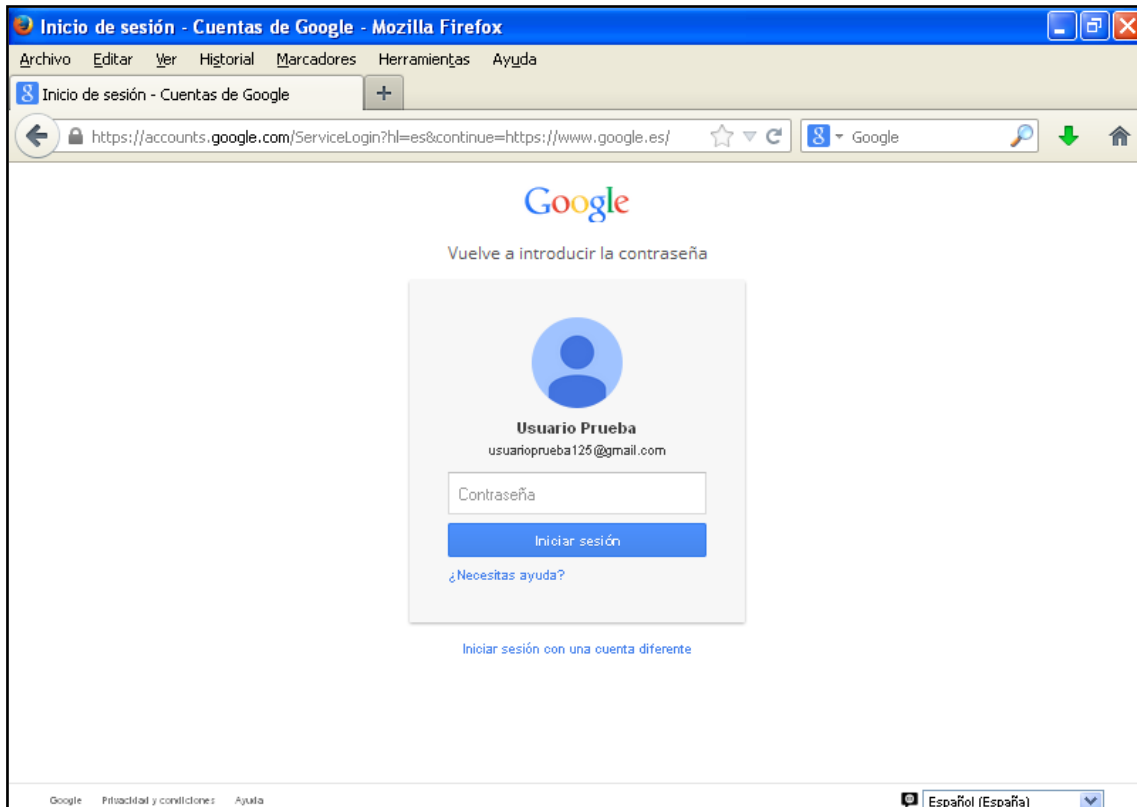 Inicio de sesión - Cuentas de Google - Mozilla Firefox
Archivo Editar Ver Historial Marcadores Herramientas Ayuda
8 Inicio de sesión - Cuentas de Google +
https://accounts.google.com/ServiceLogin?hl=es&continue=https://www.google.es/ 8 Google
Google
Vuelve a introducir la contraseña
Usuario Prueba
usuarioprueba125@gmail.com
Contraseña
Iniciar sesión
¿Necesitas ayuda?
Iniciar sesión con una cuenta diferente
Google Privacidad y condiciones Ayuda Español (España)